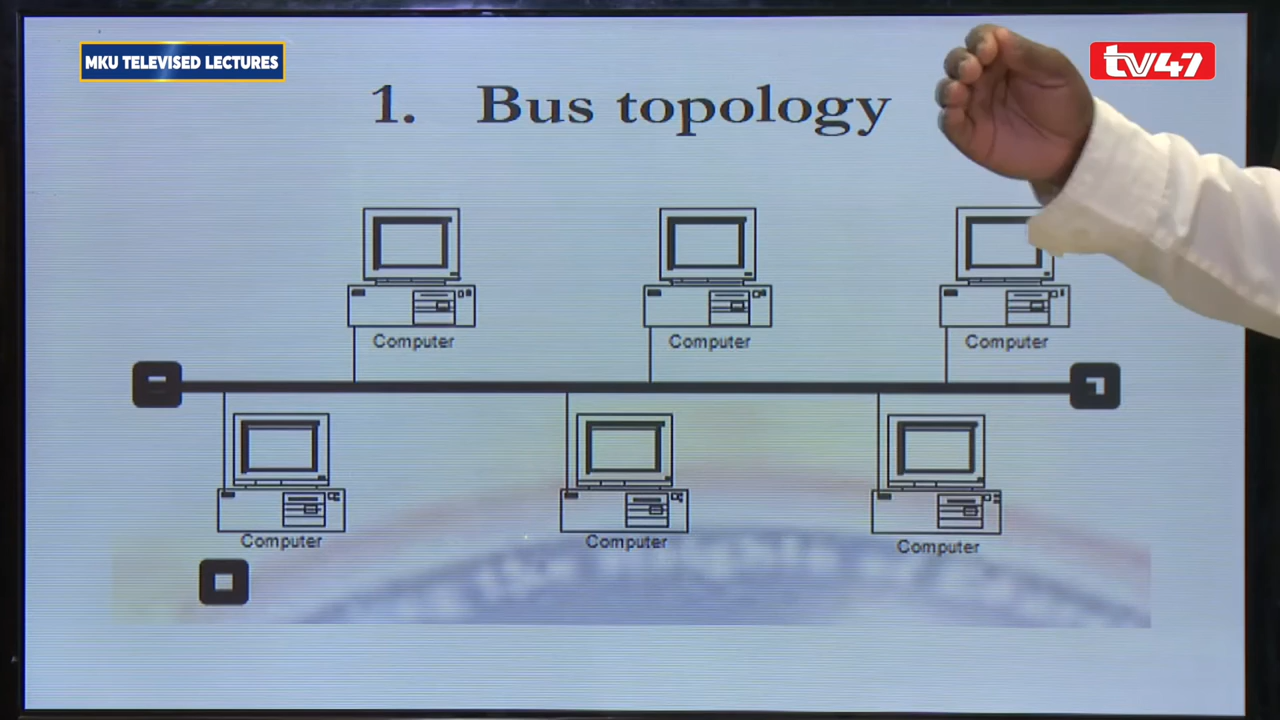 MKU TELEVISED LECTURES
tv47
1. Bus topology
Computer
Computer
Computer
Computer
Computer
Computer